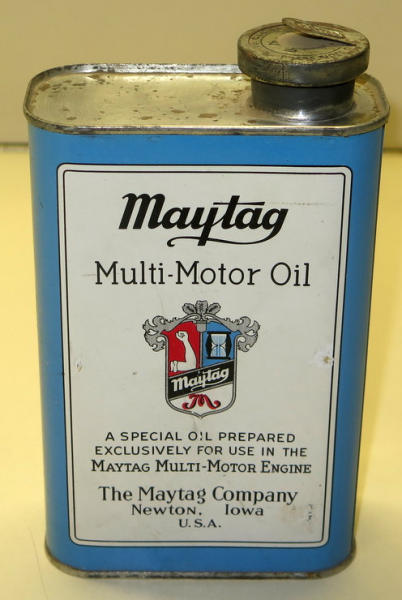 Maytag
Multi-Motor Oil
Maytag
M
A SPECIAL OIL PREPARED
EXCLUSIVELY FOR USE IN THE
MAYTAG MULTI-MOTOR ENGINE
The Maytag Company
Newton, Iowa
U.S.A.